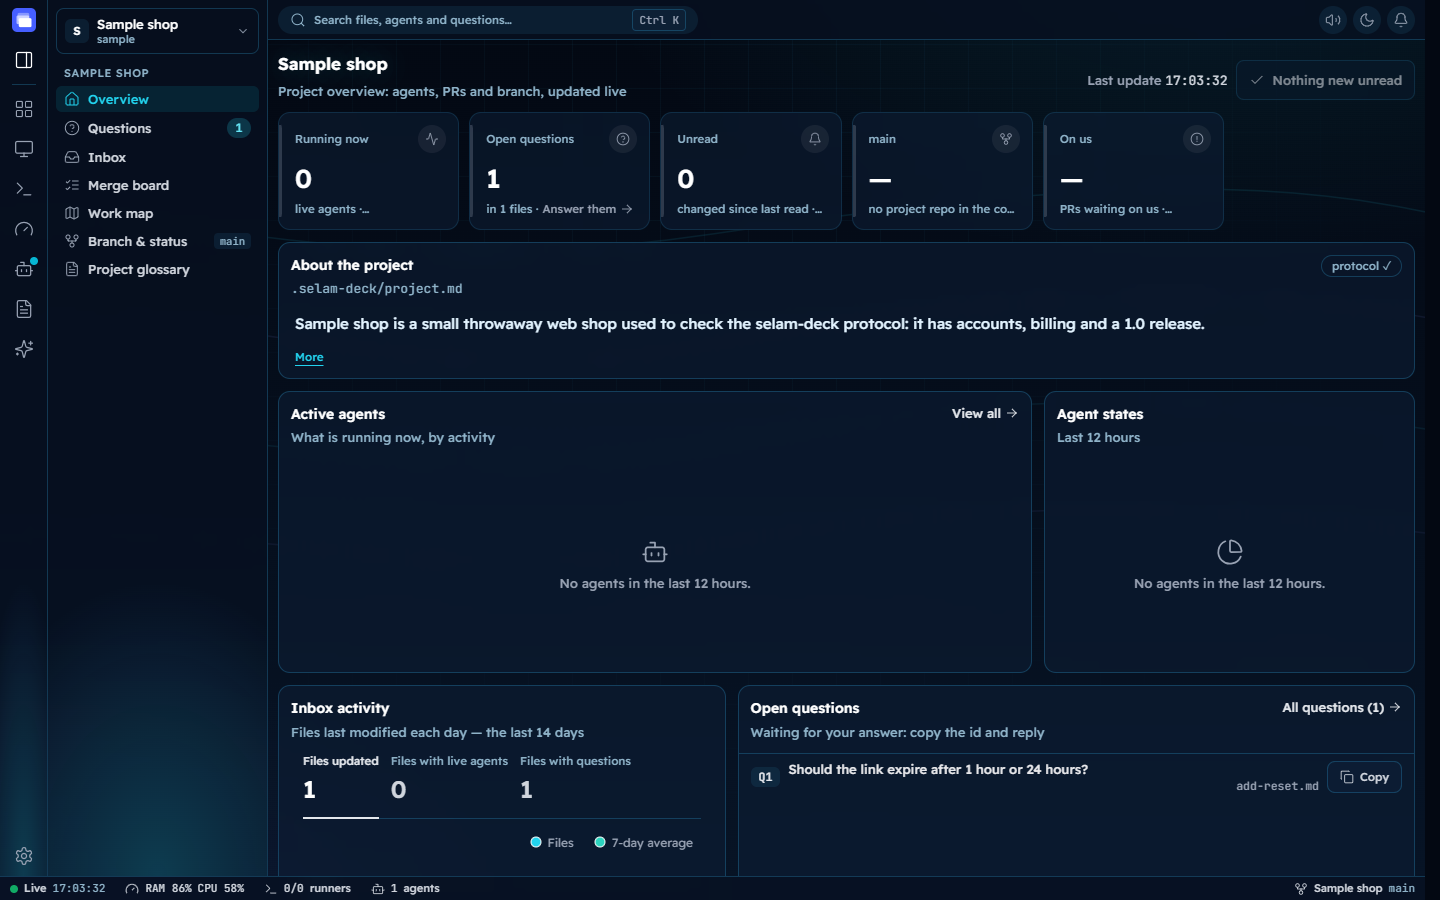 Search files, agents and questions...
Ctrl K
S
Sample shop
sample
SAMPLE SHOP
Overview
Questions
1
Inbox
Merge board
Work map
Branch & status
main
Project glossary
Sample shop
Project overview: agents, PRs and branch, updated live
Last update 17:03:32
Nothing new unread
Running now
0
live agents ·...
Open questions
1
in 1 files · Answer them →
Unread
0
changed since last read ·...
main
—
no project repo in the co...
On us
—
PRs waiting on us ·...
About the project
.selam-deck/project.md
protocol ✓
Sample shop is a small throwaway web shop used to check the selam-deck protocol: it has accounts, billing and a 1.0 release.
More
Active agents
What is running now, by activity
View all →
No agents in the last 12 hours.
Agent states
Last 12 hours
No agents in the last 12 hours.
Inbox activity
Files last modified each day — the last 14 days
Files updated
1
Files with live agents
0
Files with questions
1
Files
7-day average
Open questions
Waiting for your answer: copy the id and reply
All questions (1) →
Q1
Should the link expire after 1 hour or 24 hours?
add-reset.md
Copy
Live 17:03:32
RAM 86% CPU 58%
0/0 runners
1 agents
Sample shop main